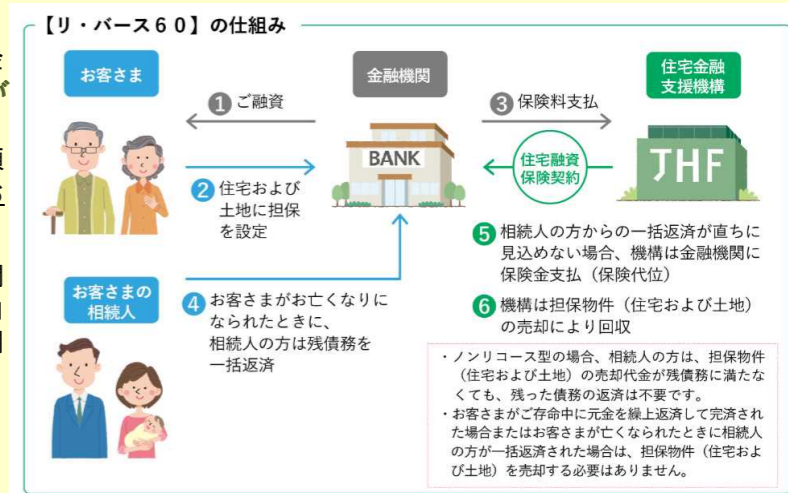 【リ・バース６０】の仕組み
お客さま
金融機関
住宅金融
支援機構
❶ ご融資
❸ 保険料支払
BANK
住宅融資
保険契約
JHF
❷ 住宅および
土地に担保
を設定
❺ 相続人の方からの一括返済が直ちに
見込めない場合、機構は金融機関に
保険金支払（保険代位）
お客さまの
相続人
❹ お客さまがお亡くなりに
なられたときに、
相続人の方は残債務を
一括返済
❻ 機構は担保物件（住宅および土地）
の売却により回収
・ノンリコース型の場合、相続人の方は、担保物件
（住宅および土地）の売却代金が残債務に満たな
くても、残った債務の返済は不要です。
・お客さまがご存命中に元金を繰上返済して完済され
た場合またはお客さまが亡くなられたときに相続人
の方が一括返済された場合は、担保物件（住宅およ
び土地）を売却する必要はありません。